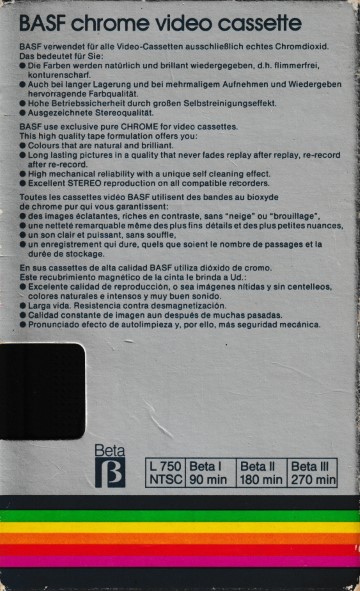 BASF chrome video cassette
BASF verwendet für alle Video-Cassetten ausschließlich echtes Chromdioxid.
Das bedeutet für Sie:
● Die Farben werden natürlich und brillant wiedergegeben, d.h. flimmerfrei,
konturenscharf.
● Auch bei langer Lagerung und bei mehrmaligem Aufnehmen und Wiedergeben
hervorragende Farbqualität.
● Hohe Betriebssicherheit durch großen Selbstreinigungseffekt.
● Ausgezeichnete Stereoqualität.
BASF use exclusive pure CHROME for video cassettes.
This high quality tape formulation offers you:
● Colours that are natural and brilliant.
● Long lasting pictures in a quality that never fades replay after replay, re-record
after re-record.
● High mechanical reliability with a unique self cleaning effect.
● Excellent STEREO reproduction on all compatible recorders.
Toutes les cassettes vidéo BASF utilisent des bandes au bioxyde
de chrome pur qui vous garantissent:
● des images éclatantes, riches en contraste, sans "neige" ou "brouillage",
● une netteté remarquable même des plus fins détails et des plus petites nuances,
● un son clair et puissant, sans souffle,
● un enregistrement qui dure, quels que soient le nombre de passages et la
durée de stockage.
En sus cassettes de alta calidad BASF utiliza dióxido de cromo.
Este recubrimiento magnético de la cinta le brinda a Ud.:
● Excelente calidad de reproducción, o sea imágenes nítidas y sin centelleos,
colores naturales e intensos y muy buen sonido.
● Larga vida. Resistencia contra desmagnetización.
● Calidad constante de imagen aun después de muchas pasadas.
● Pronunciado efecto de autolimpieza y, por ello, más seguridad mecánica.
Beta
β
L 750 Beta I Beta II Beta III
NTSC 90 min 180 min 270 min